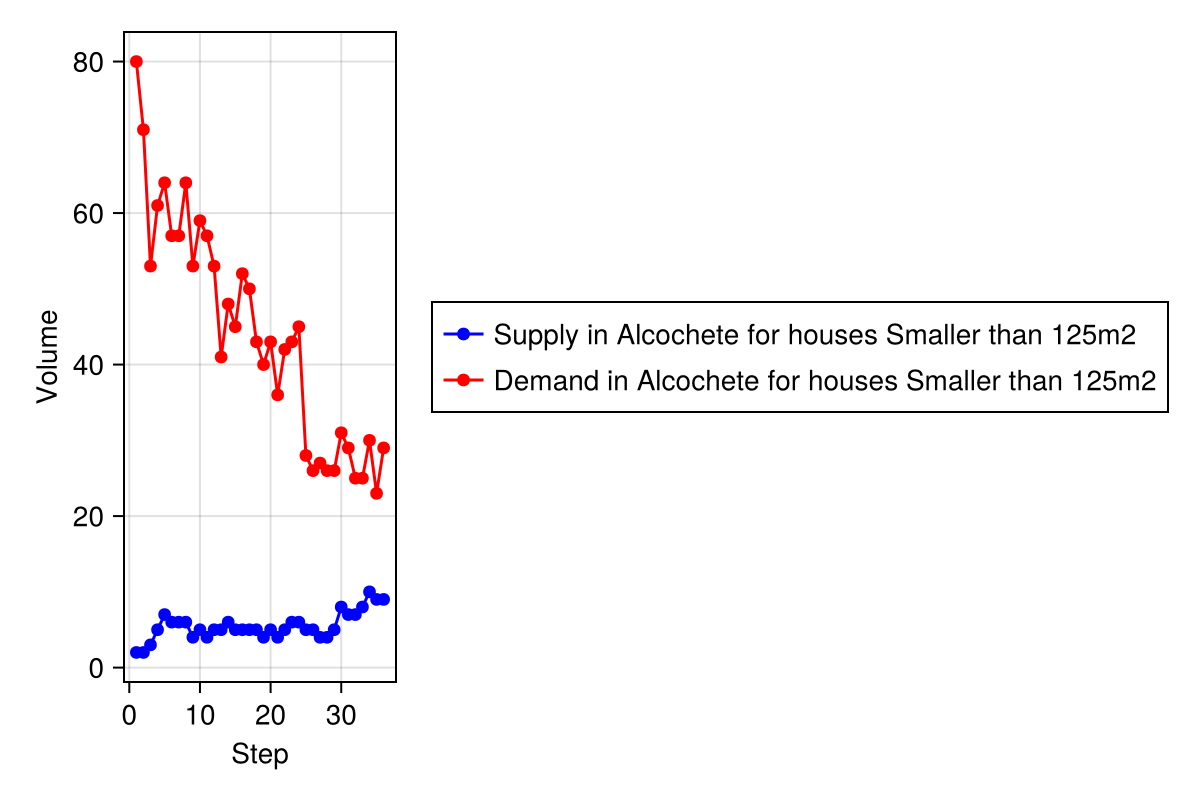 80
60
40
20
0
Volume
0 10 20 30
Step
Supply in Alcochete for houses Smaller than 125m2
Demand in Alcochete for houses Smaller than 125m2